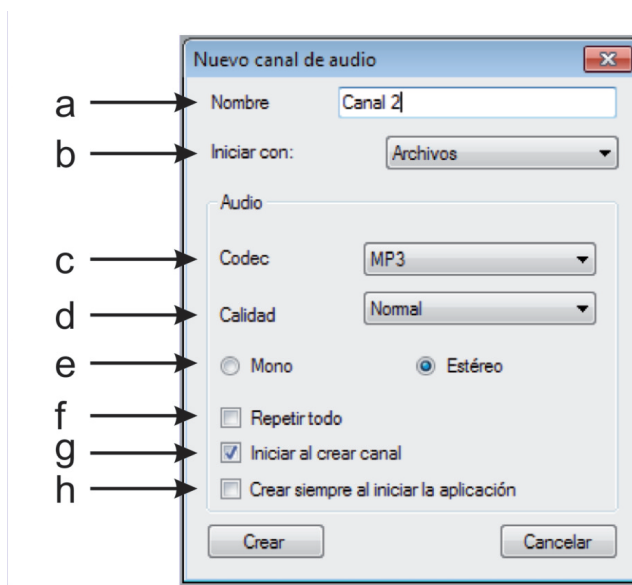 Nuevo canal de audio
a Nombre Canal 2
b Iniciar con: Archivos
Audio
c Codec MP3
d Calidad Normal
e Mono Estéreo
f Repetir todo
g Iniciar al crear canal
h Crear siempre al iniciar la aplicación
Crear Cancelar